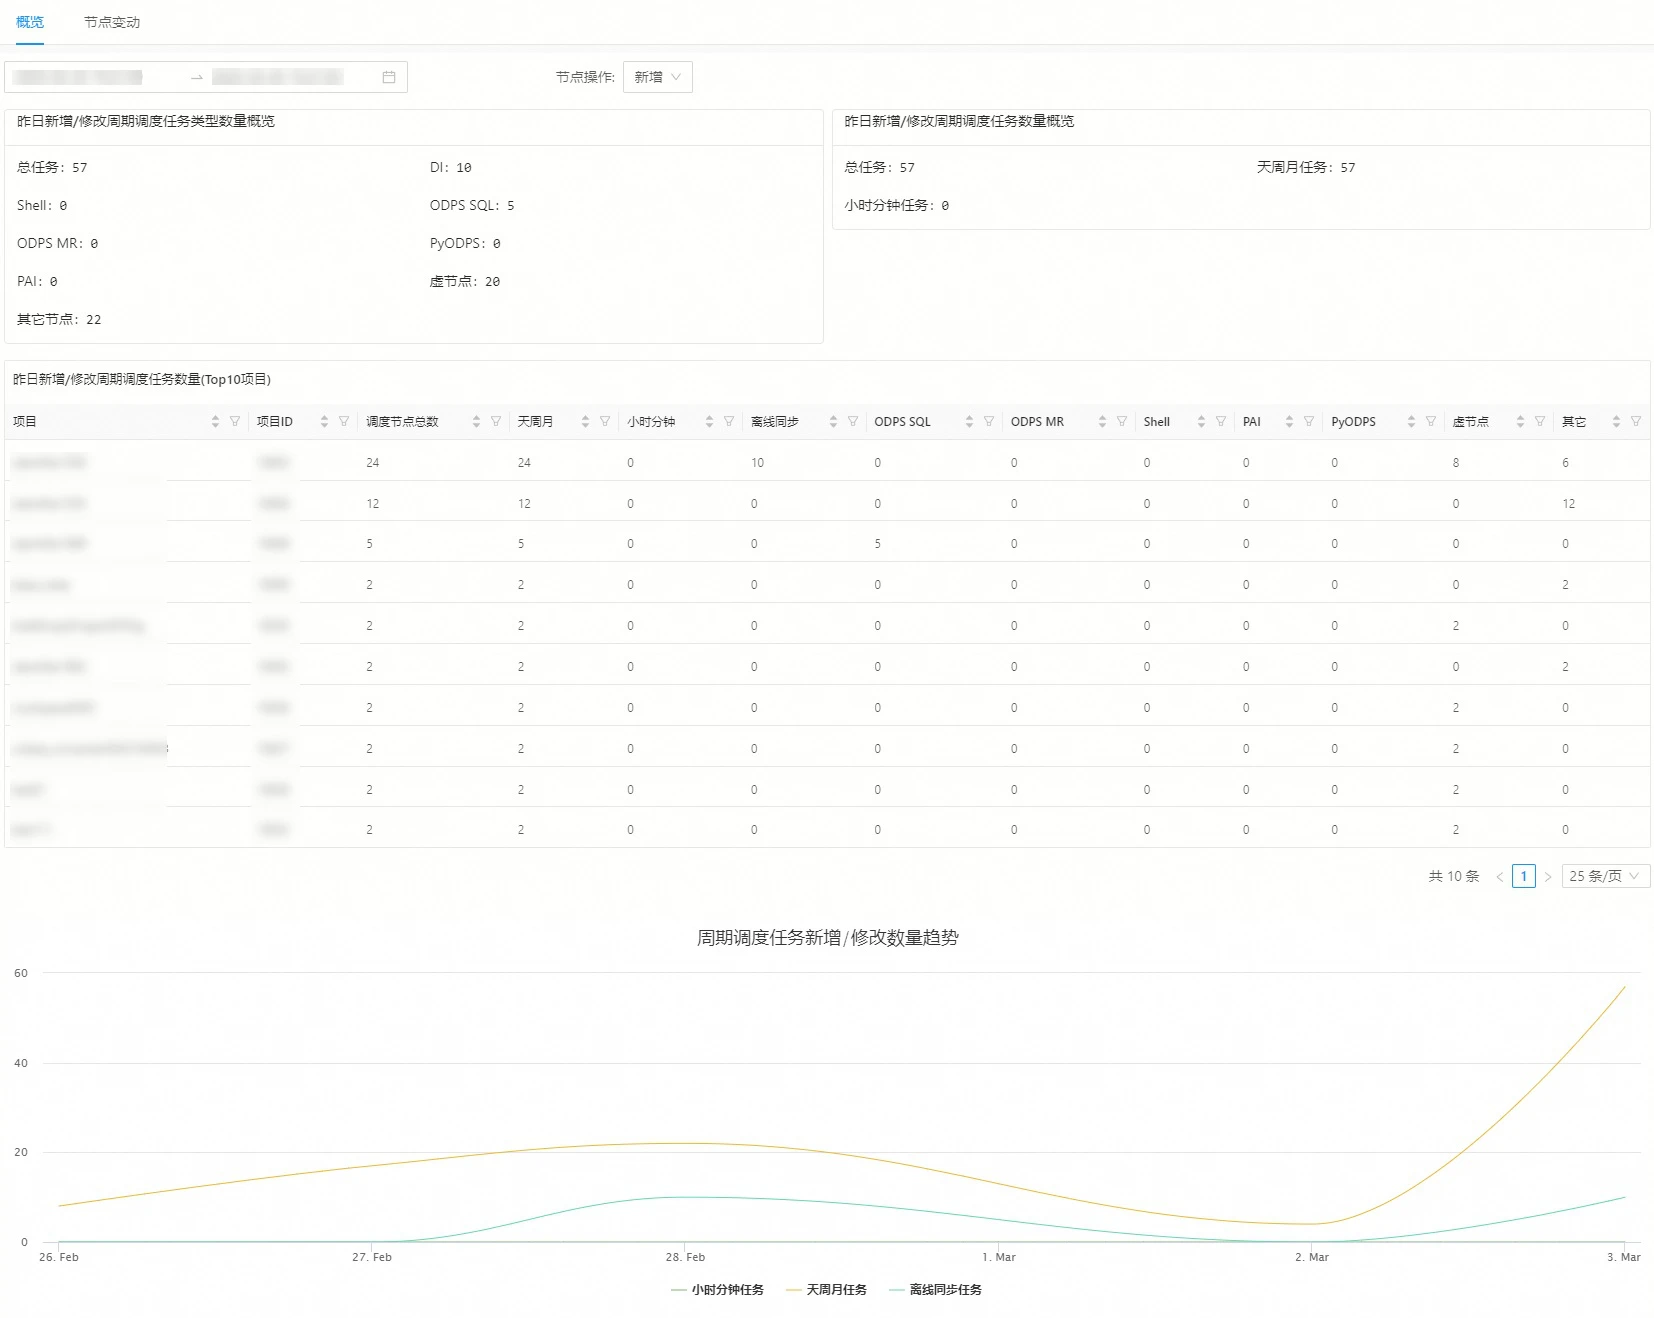 概览 节点变动
节点操作: 新增
昨日新增/修改周期调度任务类型数量概览
总任务: 57 DI: 10
Shell: 0 ODPS SQL: 5
ODPS MR: 0 PyODPS: 0
PAI: 0 虚节点: 20
其它节点: 22
昨日新增/修改周期调度任务数量概览
总任务: 57 天周月任务: 57
小时分钟任务: 0
昨日新增/修改周期调度任务数量(Top10项目)
项目 项目ID 调度节点总数 天周月 小时分钟 离线同步 ODPS SQL ODPS MR Shell PAI PyODPS 虚节点 其它
24 24 0 10 0 0 0 0 0 8 6
12 12 0 0 0 0 0 0 0 0 12
5 5 0 0 5 0 0 0 0 0 0
2 2 0 0 0 0 0 0 0 0 2
2 2 0 0 0 0 0 0 0 2 0
2 2 0 0 0 0 0 0 0 0 2
2 2 0 0 0 0 0 0 0 2 0
2 2 0 0 0 0 0 0 0 2 0
2 2 0 0 0 0 0 0 0 2 0
2 2 0 0 0 0 0 0 0 2 0
共 10 条 < 1 > 25 条/页
周期调度任务新增/修改数量趋势
60
40
20
0
26. Feb 27. Feb 28. Feb 1. Mar 2. Mar 3. Mar
小时分钟任务 天周月任务 离线同步任务